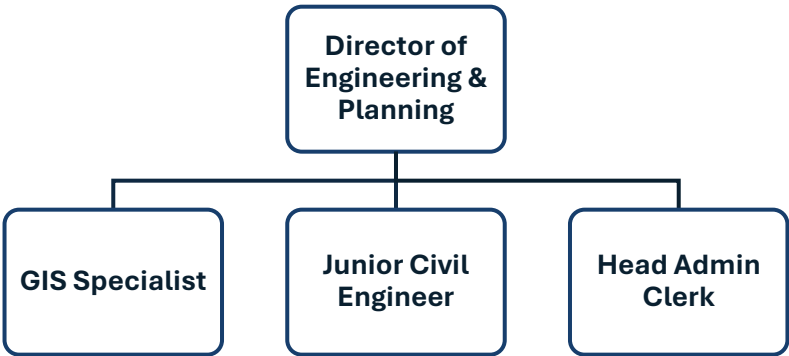 Director of
Engineering &
Planning
GIS Specialist
Junior Civil
Engineer
Head Admin
Clerk